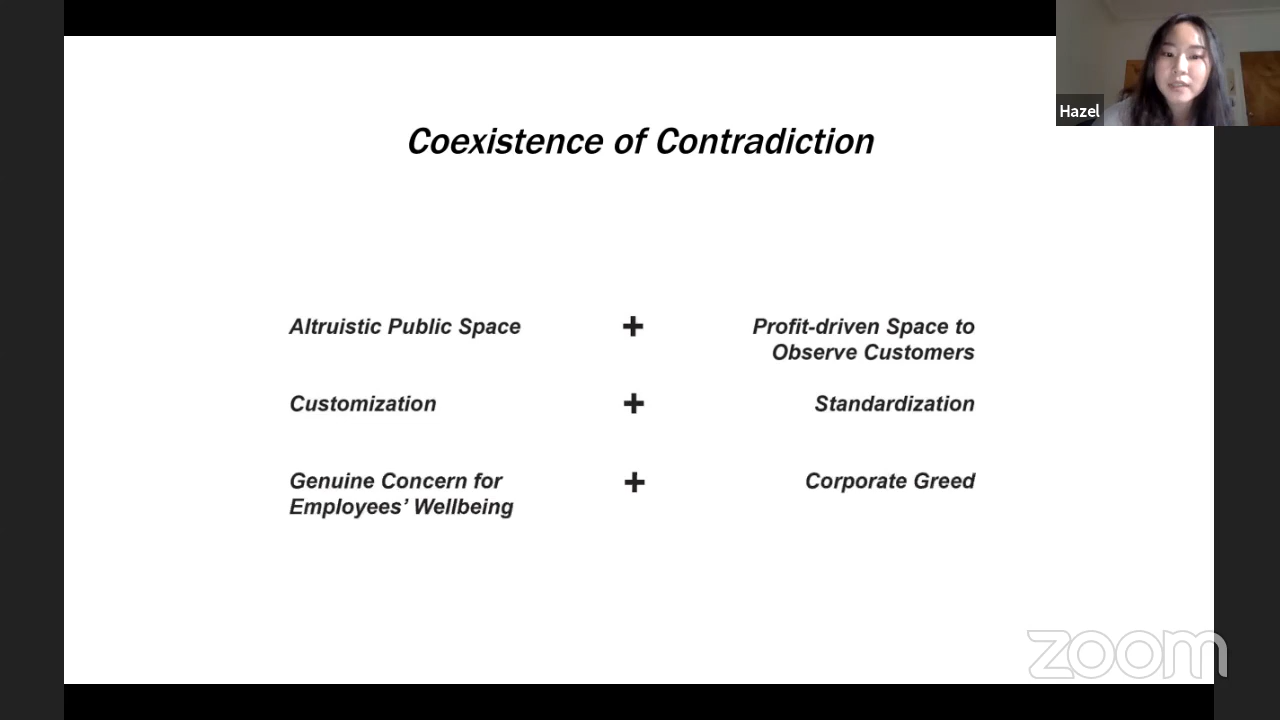 Hazel
Coexistence of Contradiction
Altruistic Public Space + Profit-driven Space to
Observe Customers
Customization + Standardization
Genuine Concern for + Corporate Greed
Employees’ Wellbeing
zoom